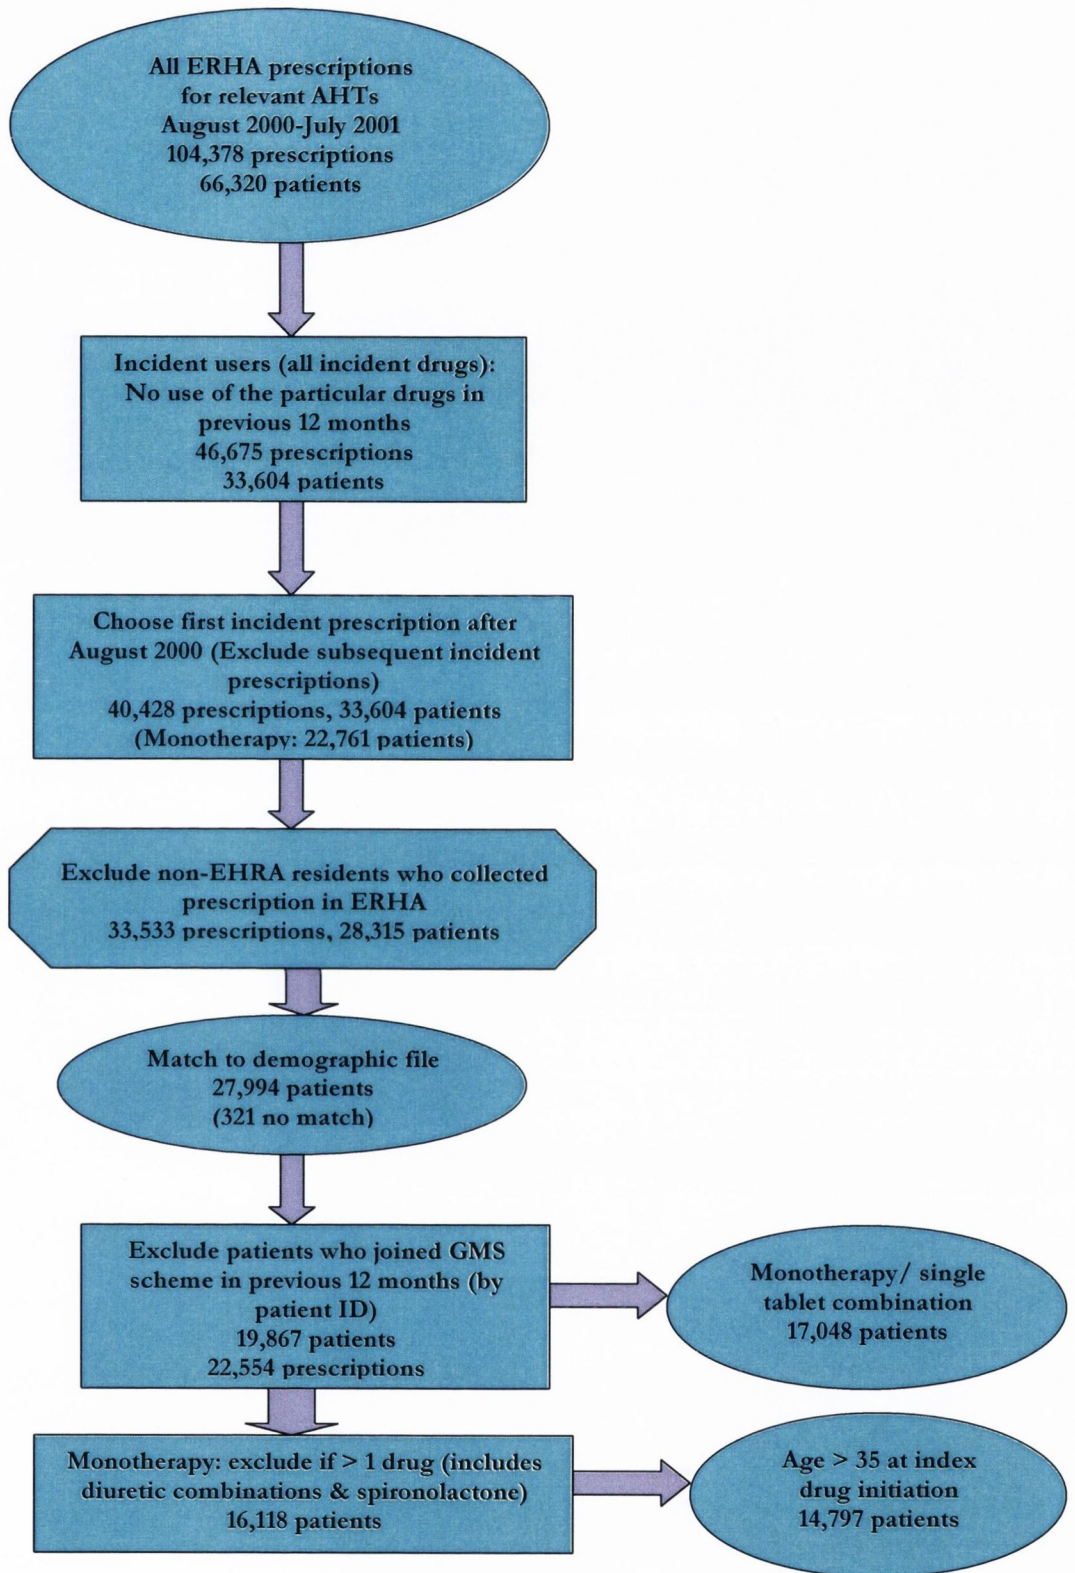 All ERHA prescriptions
for relevant AHTs
August 2000-July 2001
104,378 prescriptions
66,320 patients
Incident users (all incident drugs):
No use of the particular drugs in
previous 12 months
46,675 prescriptions
33,604 patients
Choose first incident prescription after
August 2000 (Exclude subsequent incident
prescriptions)
40,428 prescriptions, 33,604 patients
(Monotherapy: 22,761 patients)
Exclude non-EHRA residents who collected
prescription in ERHA
33,533 prescriptions, 28,315 patients
Match to demographic file
27,994 patients
(321 no match)
Exclude patients who joined GMS
scheme in previous 12 months (by
patient ID)
19,867 patients
22,554 prescriptions
Monotherapy/ single
tablet combination
17,048 patients
Monotherapy: exclude if > 1 drug (includes
diuretic combinations & spironolactone)
16,118 patients
Age > 35 at index
drug initiation
14,797 patients